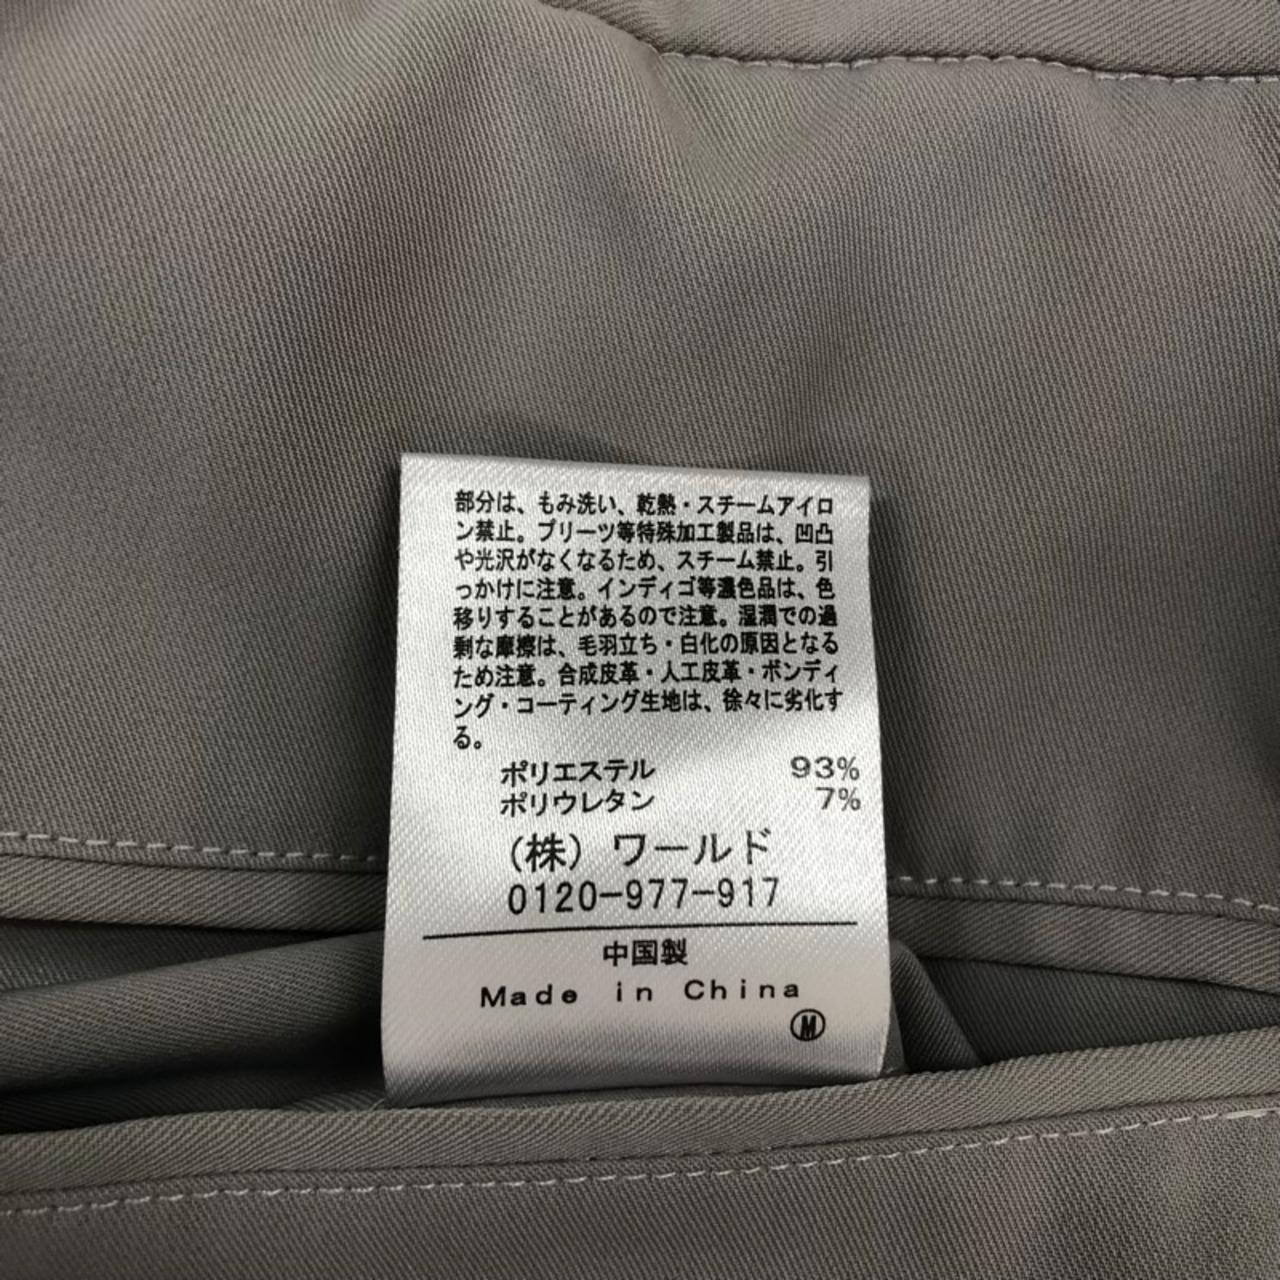 部分は、もみ洗い、乾熱・スチームアイロ
ン禁止。プリーツ等特殊加工製品は、凹凸
や光沢がなくなるため、スチーム禁止。引
っかけに注意。インディゴ等濃色品は、色
移りすることがあるので注意。湿潤での過
剰な摩擦は、毛羽立ち・白化の原因となる
ため注意。合成皮革・人工皮革・ボンディ
ング・コーティング生地は、徐々に劣化す
る。
ポリエステル 93%
ポリウレタン 7%
(株) ワールド
0120-977-917
中国製
Made in China
M